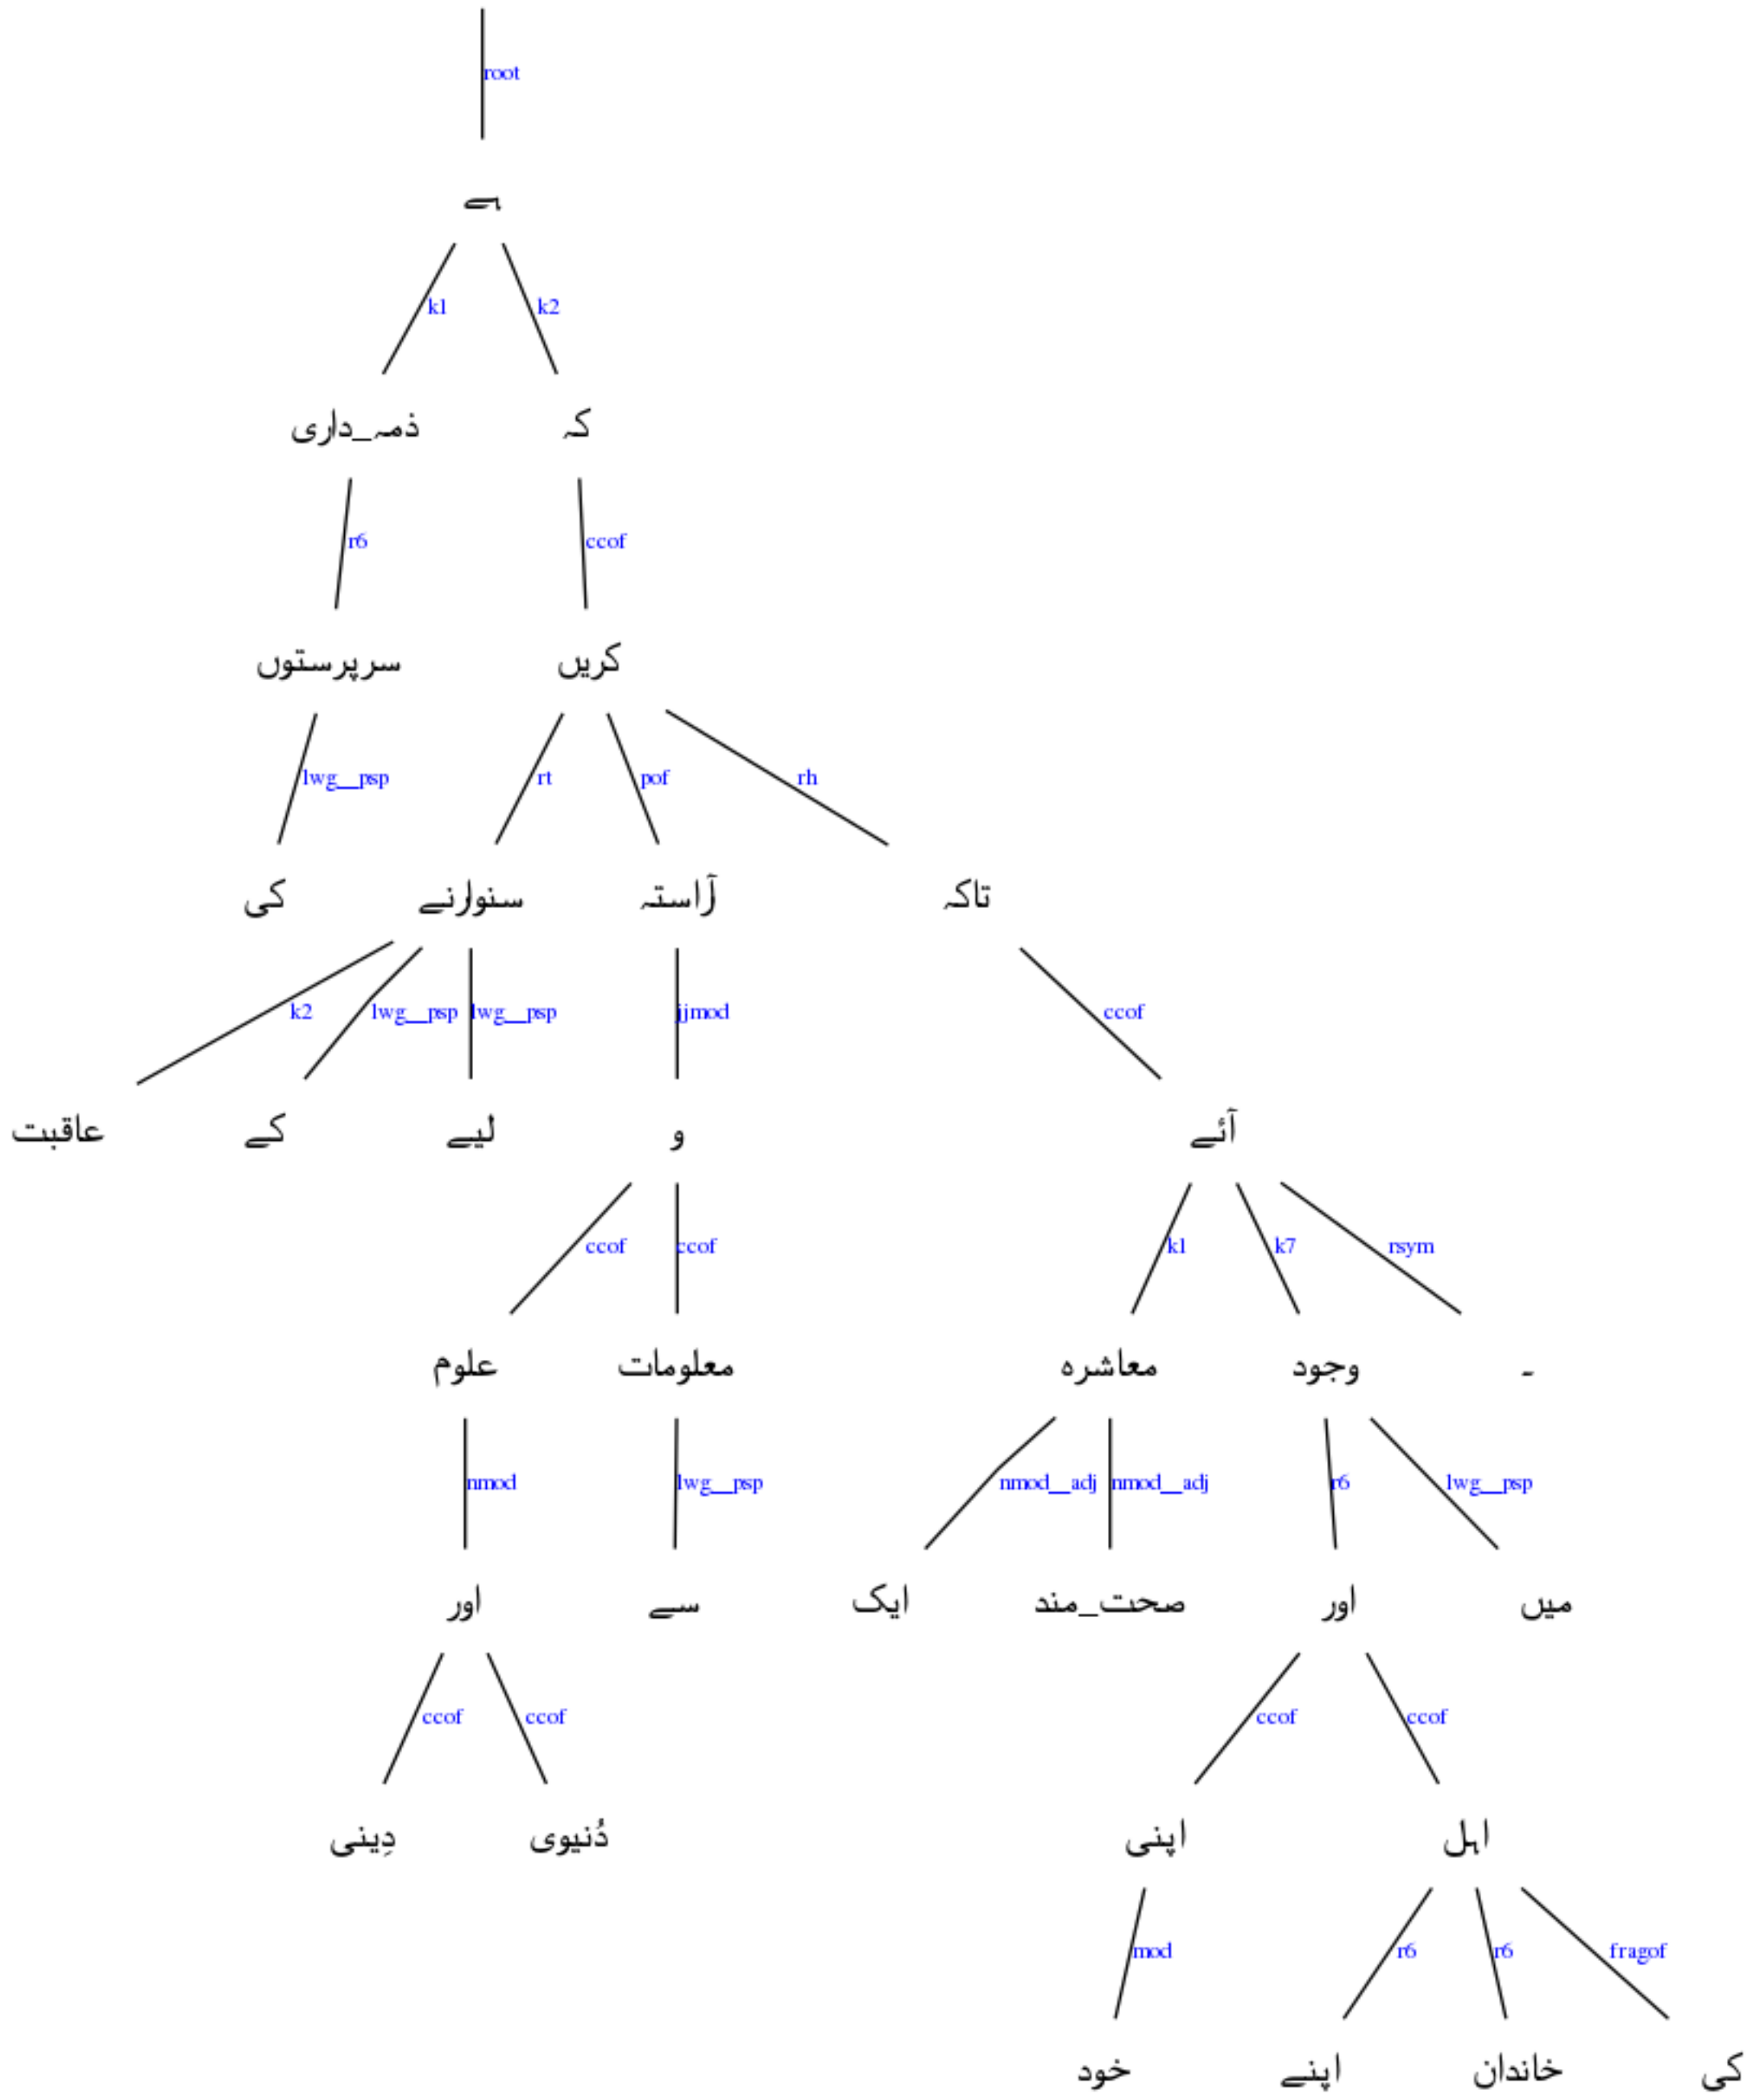 root
ہے
k1 k2
ذمہ_داری کہ
r6 ccof
سرپرستوں کریں
lwg__psp rt pof rh
کی سنوارنے آراستہ تاکہ
k2 lwg__psp lwg__psp jjmod ccof
عاقبت کے لیے و آئے
ccof ccof k1 k7 rsym
علوم معلومات معاشرہ وجود ۔
nmod lwg__psp nmod__adj nmod__adj r6 lwg__psp
اور سے ایک صحت_مند اور میں
ccof ccof ccof ccof
دِینی دُنیوی اپنی اہل
mod r6 r6 fragof
خود اپنے خاندان کی